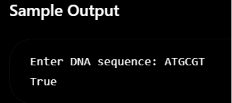 Sample Output
Enter DNA sequence: ATGCGT
True